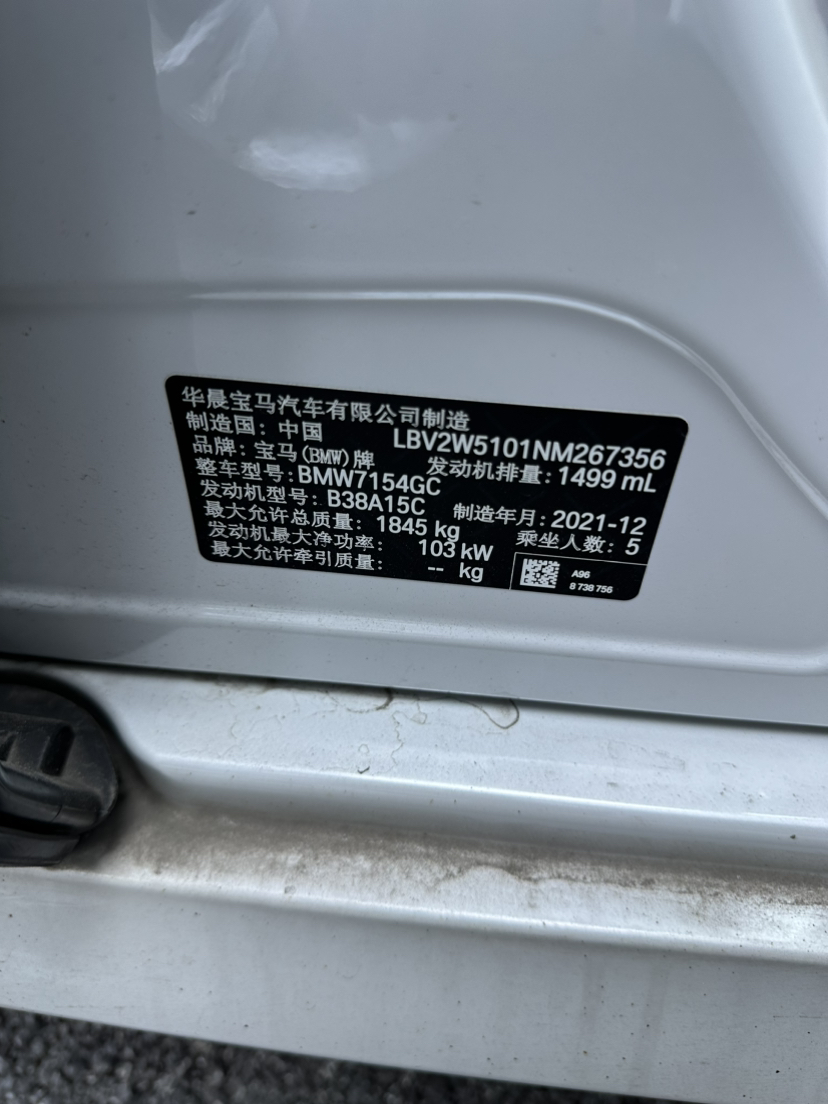 华晨宝马汽车有限公司制造
制造国：中国 LBV2W5101NM267356
品牌：宝马(BMW)牌 发动机排量：1499 mL
整车型号：BMW7154GC
发动机型号：B38A15C 制造年月：2021-12
最大允许总质量：1845 kg 乘坐人数：5
发动机最大净功率：103 kW
最大允许牵引质量：-- kg
A96
8 738 756